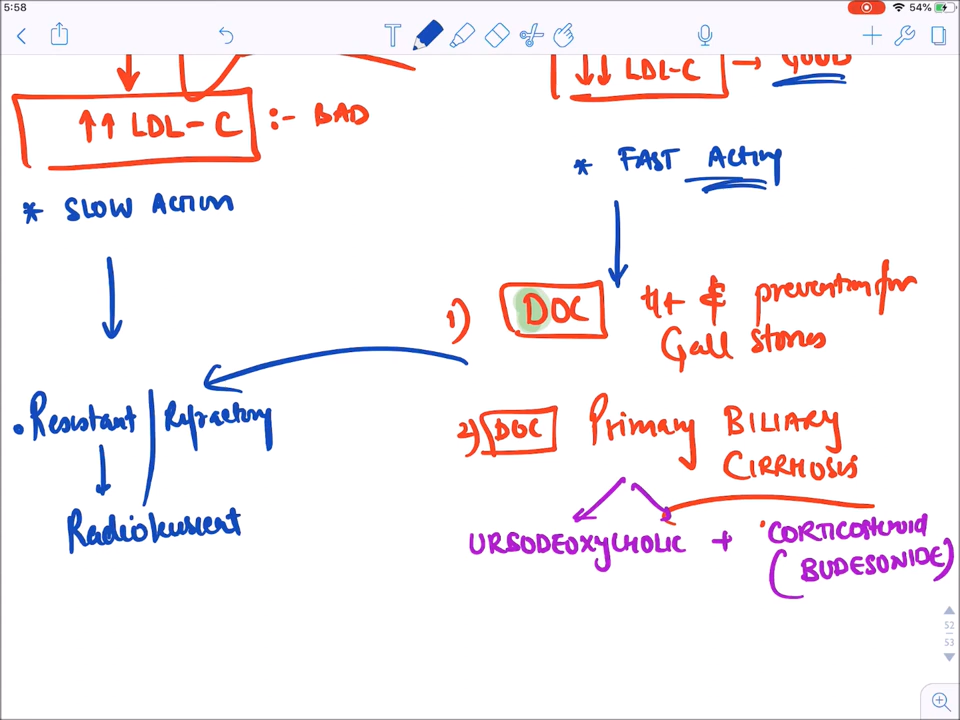 5:58
54%
T
↓↓ LDL-C → GOOD
↑↑ LDL-C :- BAD
* FAST Acting
* SLOW ACTION
1) DOC t/t & prevention for
Gall stones
.Resistant | Refractory
2) DOC Primary BILIARY
CIRRHOSIS
Radiolucent
URSODEOXYCHOLIC + CORTICOSTEROID
(BUDESONIDE)
52
53